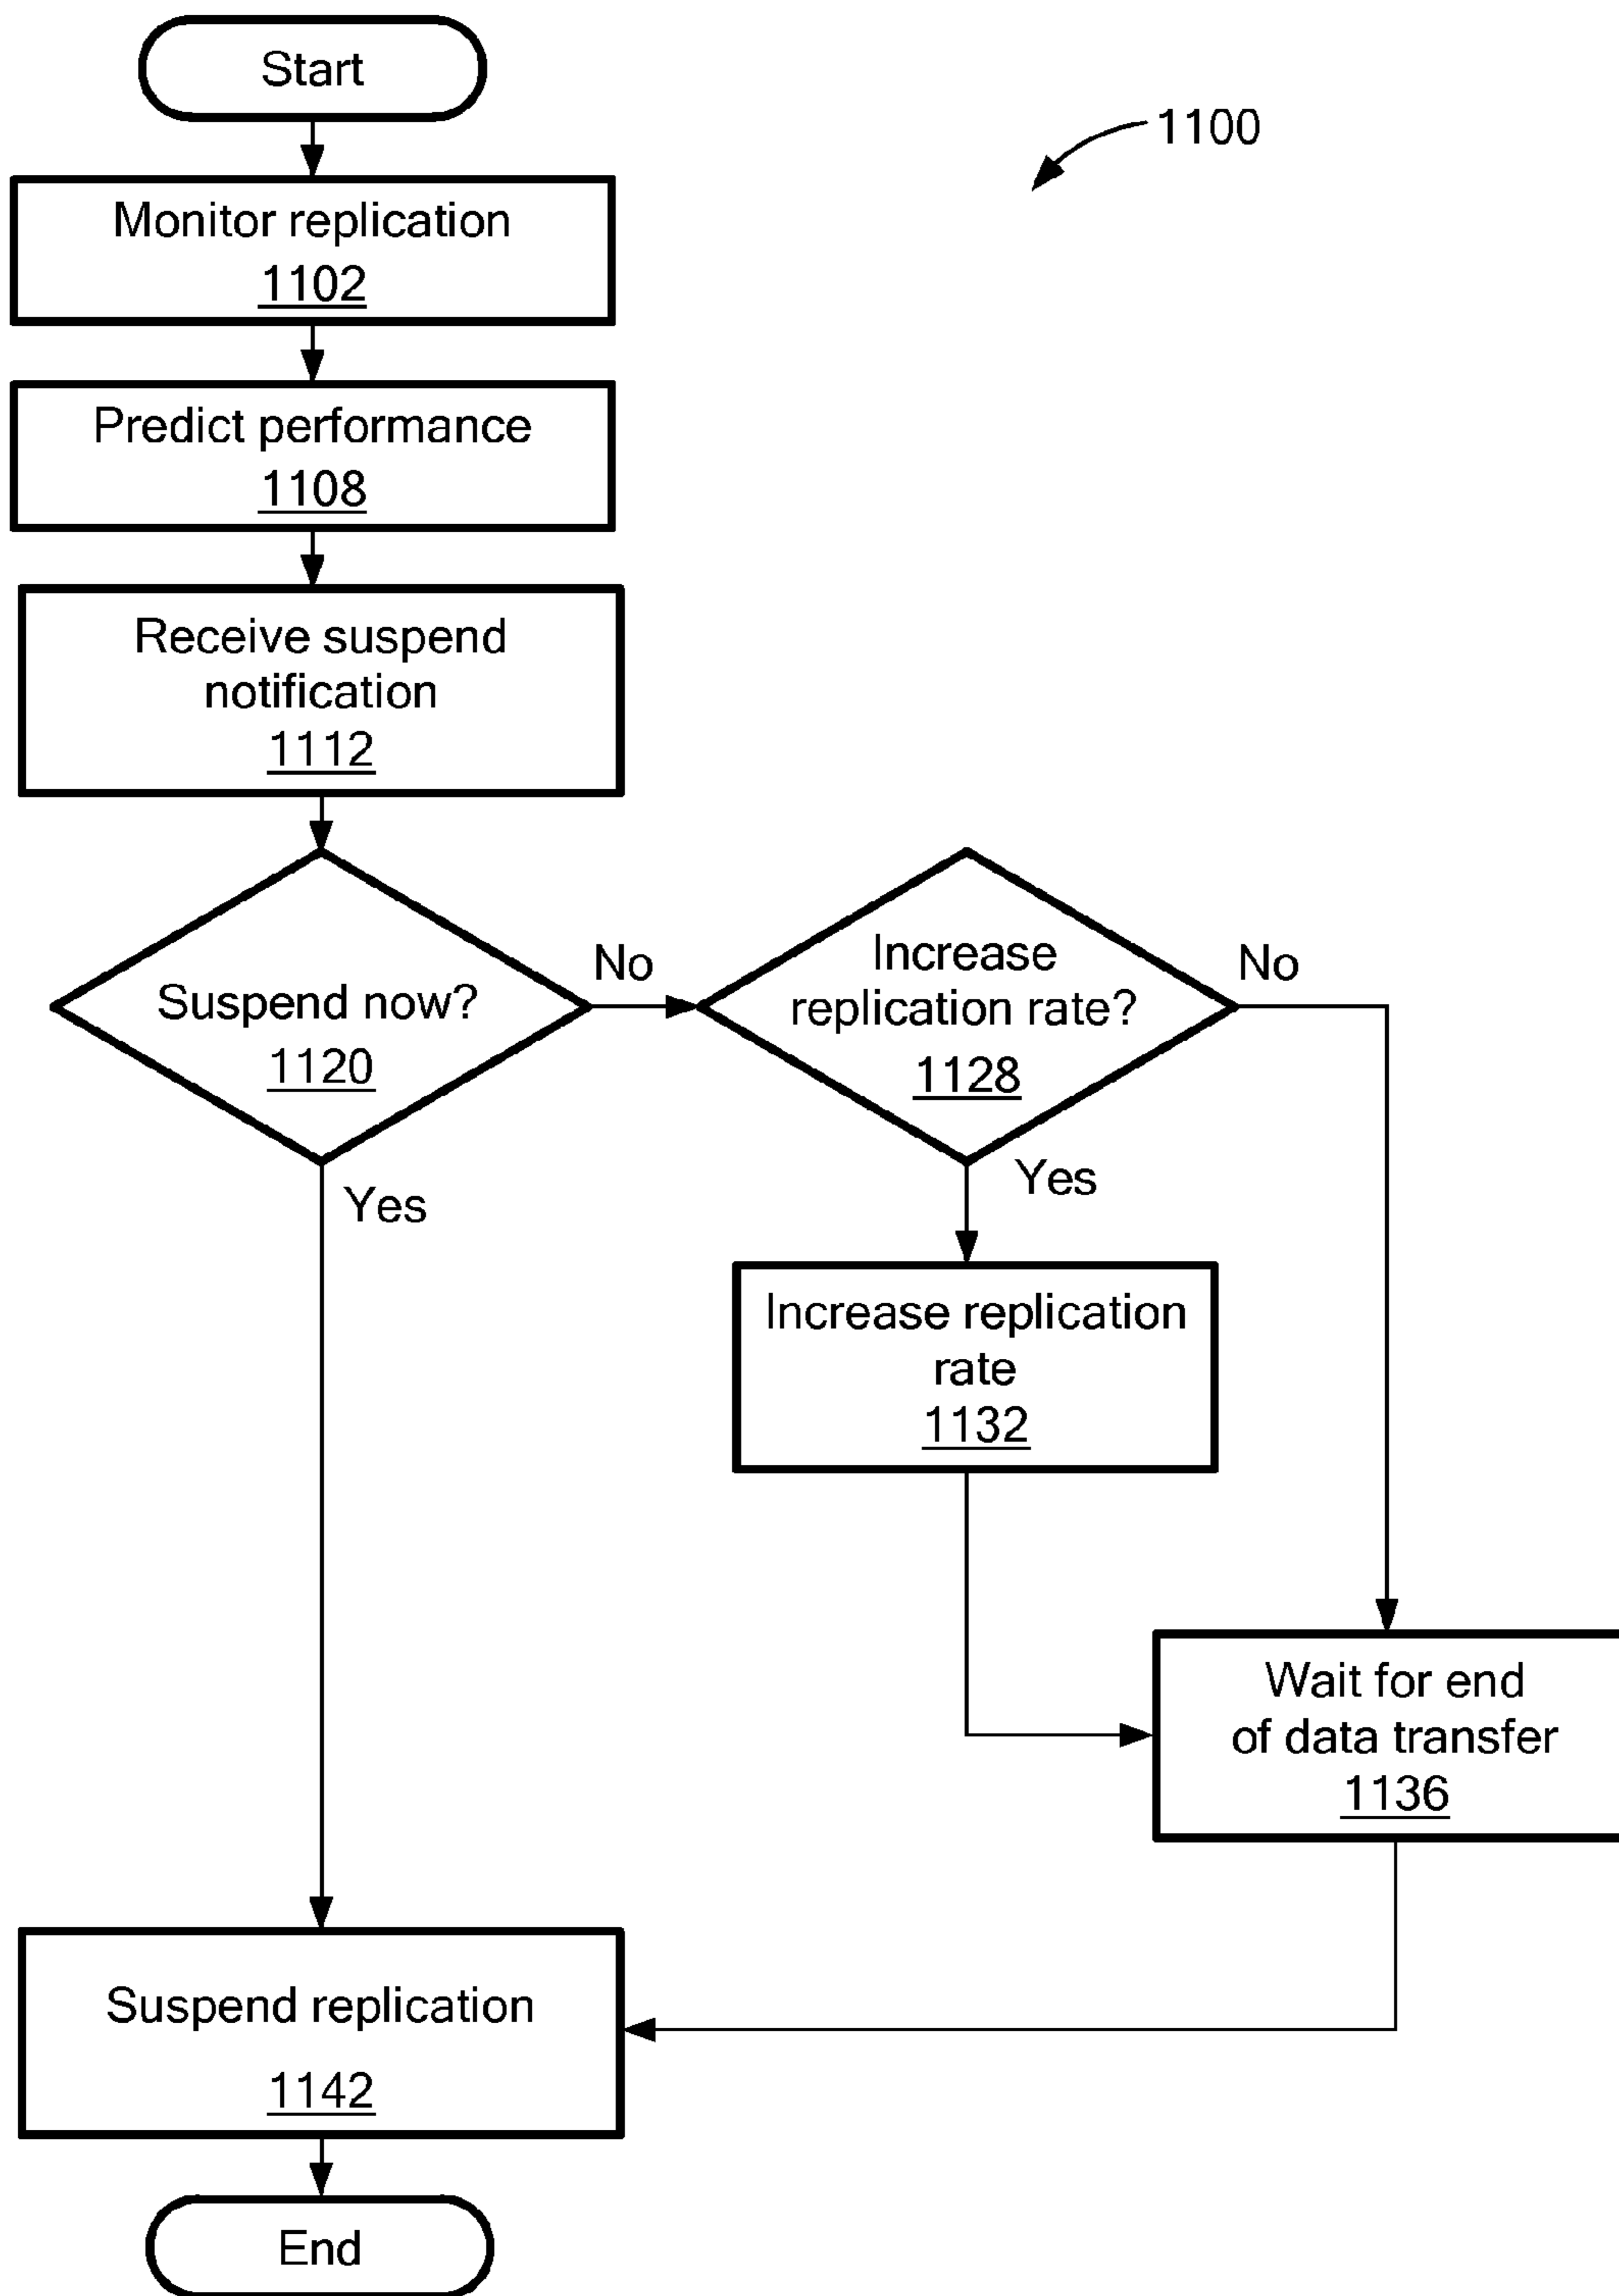 Start
1100
Monitor replication
1102
Predict performance
1108
Receive suspend
notification
1112
Suspend now?
1120
No
Yes
Increase
replication rate?
1128
No
Yes
Increase replication
rate
1132
Wait for end
of data transfer
1136
Suspend replication
1142
End